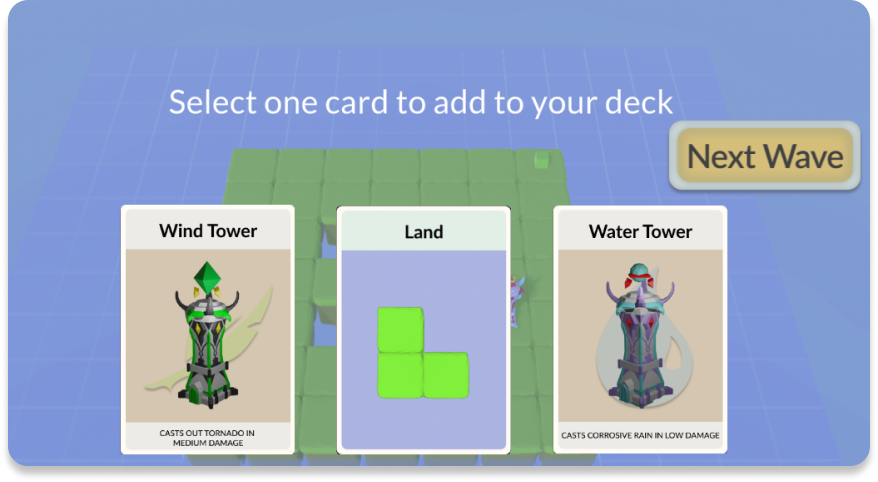 Select one card to add to your deck
Next Wave
Wind Tower
Land
Water Tower
CASTS OUT TORNADO IN
MEDIUM DAMAGE
CASTS CORROSIVE RAIN IN LOW DAMAGE